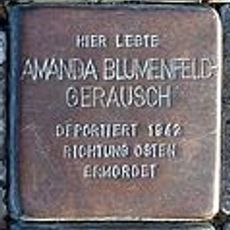 HIER LEBTE
AMANDA BLUMENFELD-
GERAUSCH
DEPORTIERT 1942
RICHTUNG OSTEN
ERMORDET